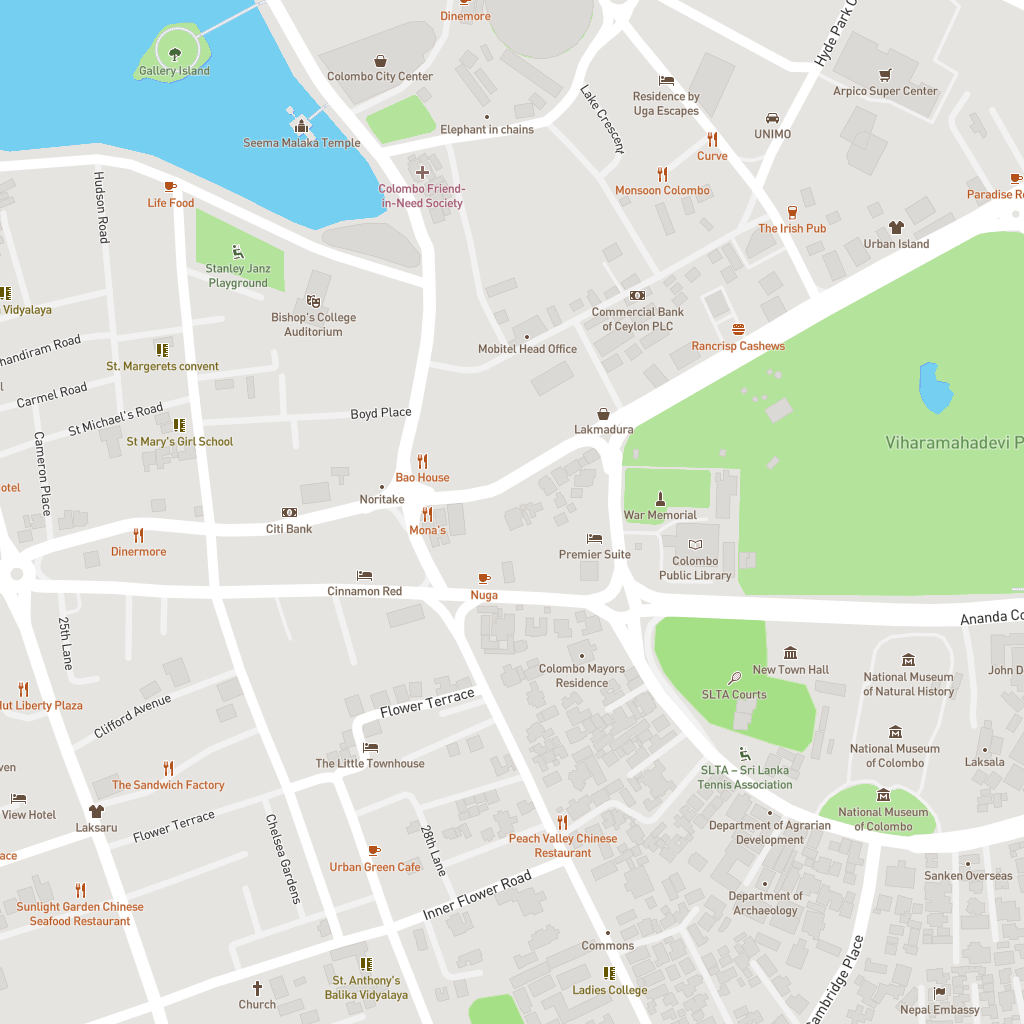 Dinemore
Gallery Island
Colombo City Center
Hyde Park C
Arpico Super Center
Residence by
Uga Escapes
Lake Crescent
Elephant in chains
UNIMO
Seema Malaka Temple
Curve
Hudson Road
Life Food
Colombo Friend-
in-Need Society
Monsoon Colombo
Paradise Ro
The Irish Pub
Urban Island
Stanley Janz
Playground
Vidyalaya
Bishop's College
Auditorium
Commercial Bank
of Ceylon PLC
Mobitel Head Office
Rancrisp Cashews
handiram Road
St. Margerets convent
Carmel Road
St Michael's Road
Boyd Place
Lakmadura
St Mary's Girl School
Viharamahadevi P
Cameron Place
otel
Bao House
Noritake
War Memorial
Citi Bank
Mona's
Dinermore
Premier Suite
Colombo
Public Library
Cinnamon Red
Nuga
Ananda Co
25th Lane
Colombo Mayors
Residence
New Town Hall
National Museum
of Natural History
John D
SLTA Courts
ut Liberty Plaza
Clifford Avenue
Flower Terrace
National Museum
of Colombo
The Little Townhouse
Laksala
ven
The Sandwich Factory
SLTA – Sri Lanka
Tennis Association
View Hotel
Laksaru
Flower Terrace
National Museum
of Colombo
Department of Agrarian
Development
Chelsea Gardens
28th Lane
Peach Valley Chinese
Restaurant
ace
Urban Green Cafe
Sanken Overseas
Inner Flower Road
Department of
Archaeology
Sunlight Garden Chinese
Seafood Restaurant
Commons
St. Anthony's
Balika Vidyalaya
Ladies College
Church
Cambridge Place
Nepal Embassy